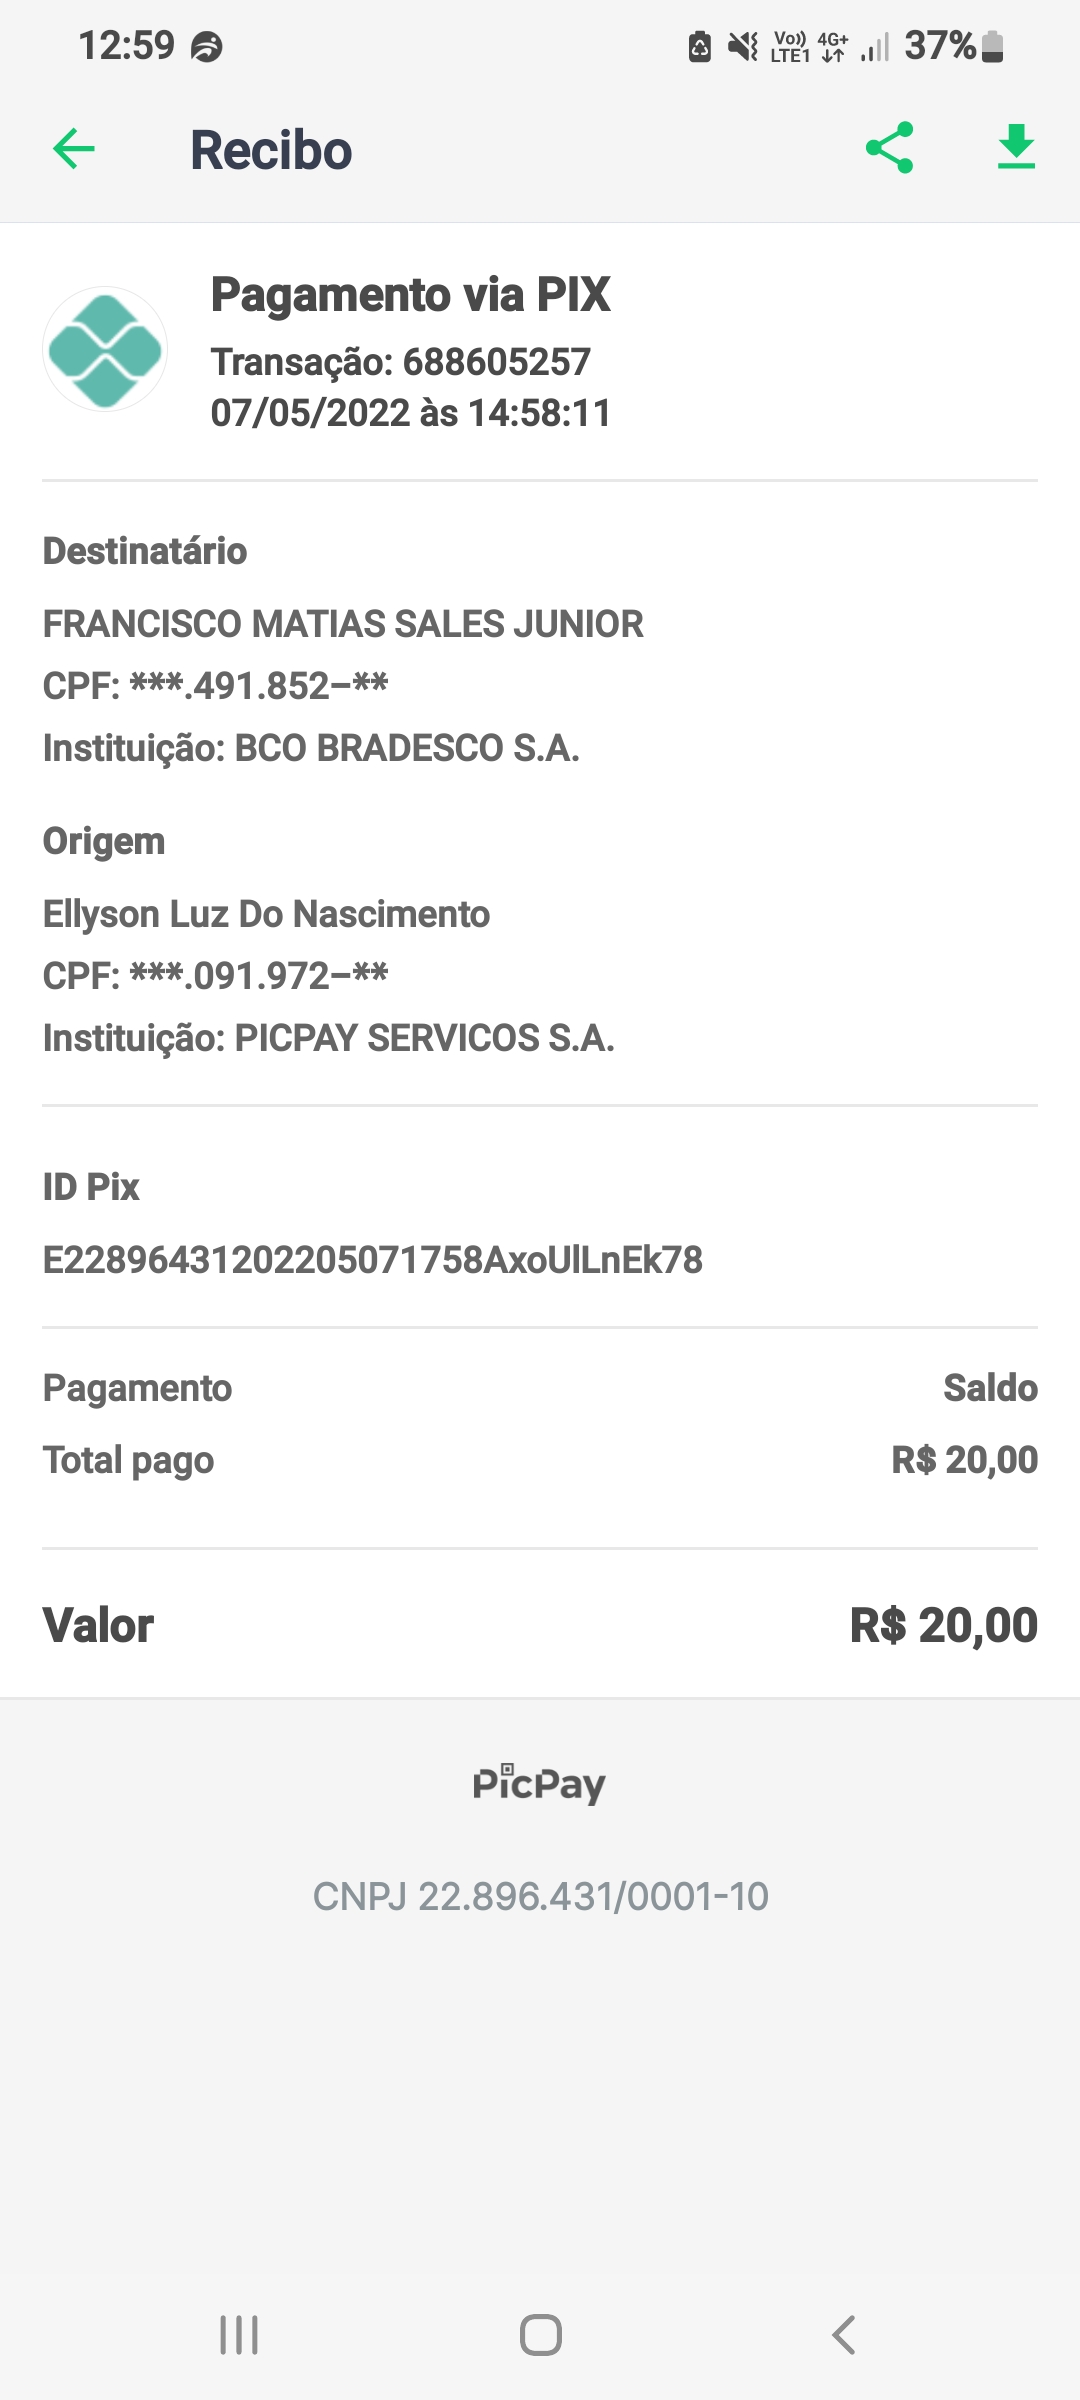 12:59
Vo)) LTE1 4G+ 37%
Recibo
Pagamento via PIX
Transação: 688605257
07/05/2022 às 14:58:11
Destinatário
FRANCISCO MATIAS SALES JUNIOR
CPF: ***.491.852–**
Instituição: BCO BRADESCO S.A.
Origem
Ellyson Luz Do Nascimento
CPF: ***.091.972–**
Instituição: PICPAY SERVICOS S.A.
ID Pix
E22896431202205071758AxoUlLnEk78
Pagamento Saldo
Total pago R$ 20,00
Valor R$ 20,00
PicPay
CNPJ 22.896.431/0001-10